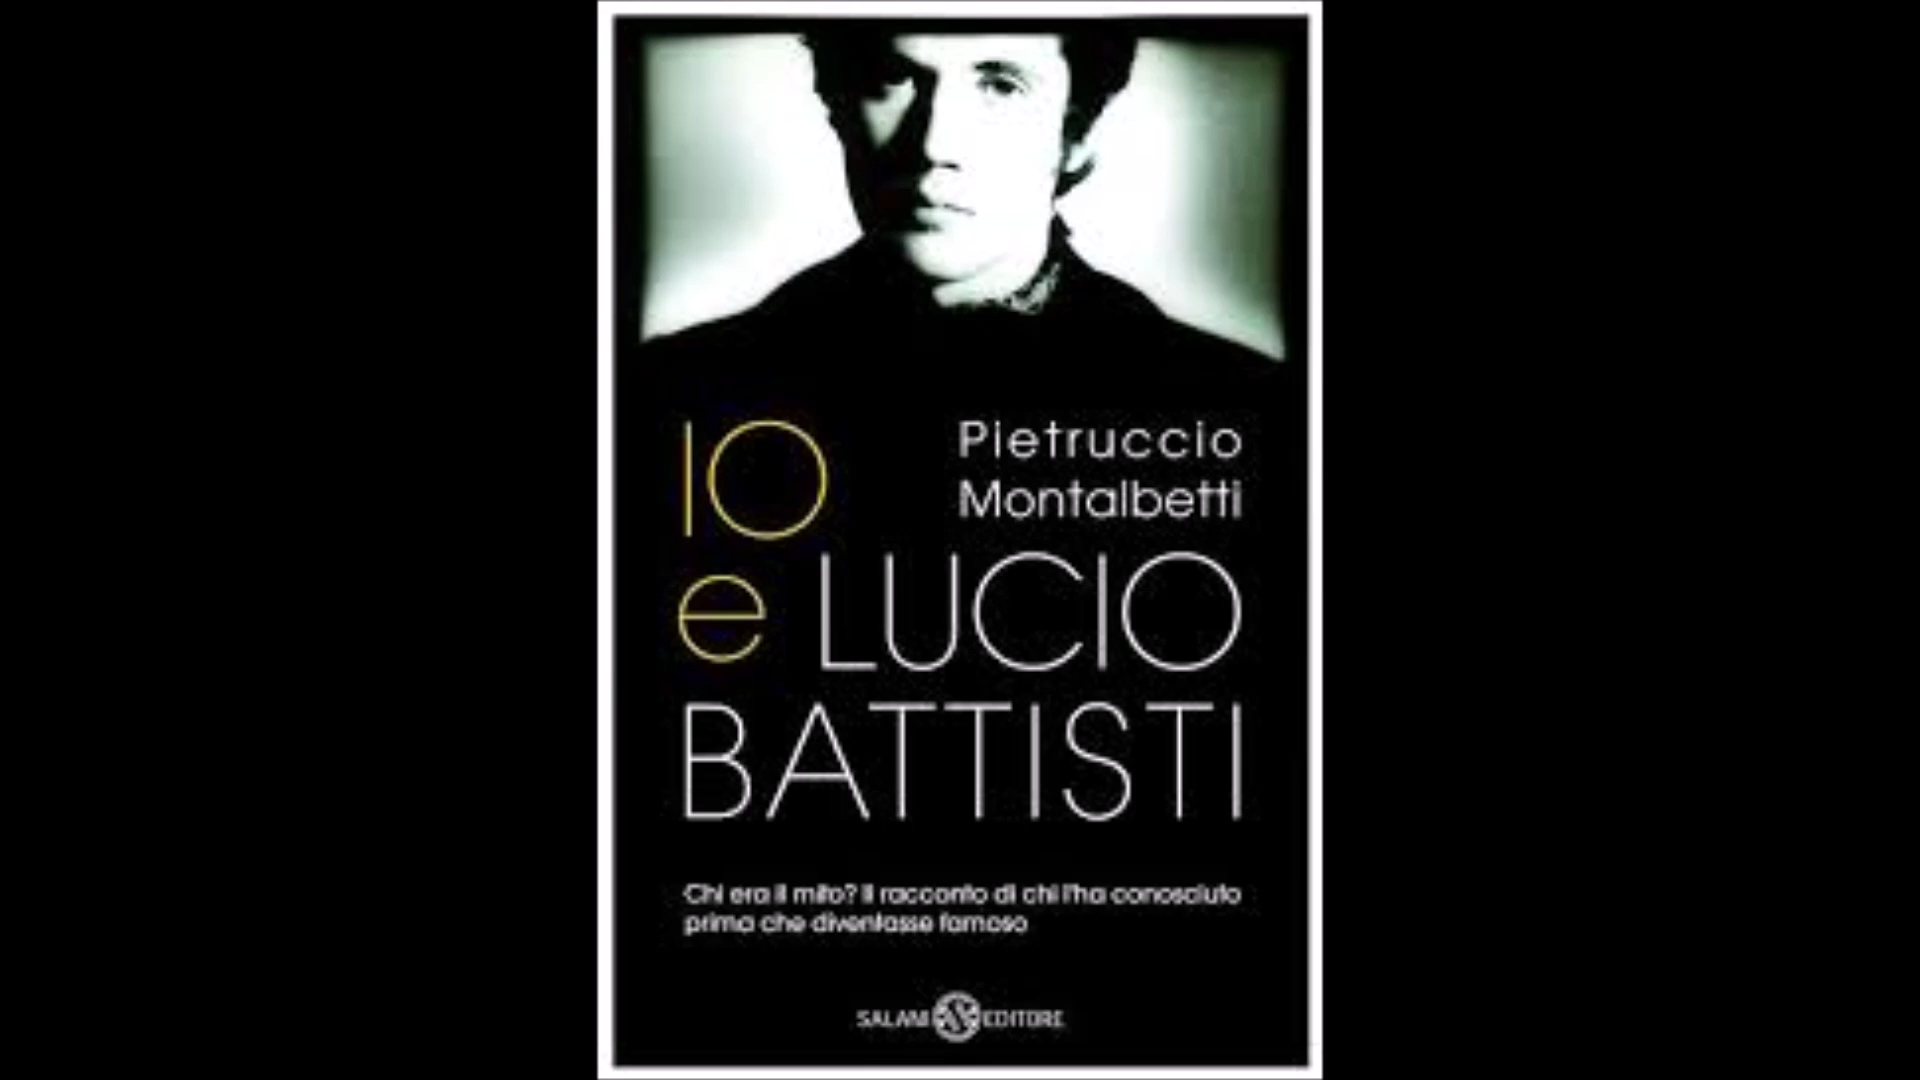 IO
Pietruccio
Montalbetti
e LUCIO
BATTISTI
Chi era il mito? Il racconto di chi l'ha conosciuto
prima che diventasse famoso
SALANI EDITORE